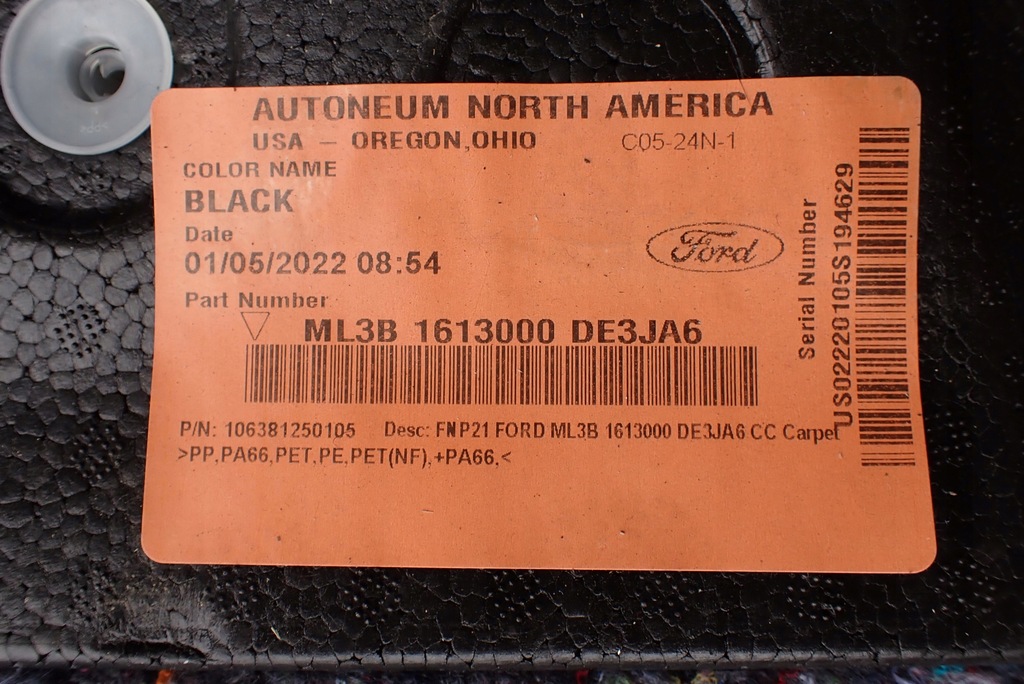 AUTONEUM NORTH AMERICA
USA – OREGON,OHIO C05-24N-1
COLOR NAME
BLACK
Date
01/05/2022 08:54
Ford
Part Number
ML3B 1613000 DE3JA6
P/N: 106381250105 Desc: FNP21 FORD ML3B 1613000 DE3JA6 CC Carpet
>PP,PA66,PET,PE,PET(NF),+PA66,<
Serial Number
US02220105S194629